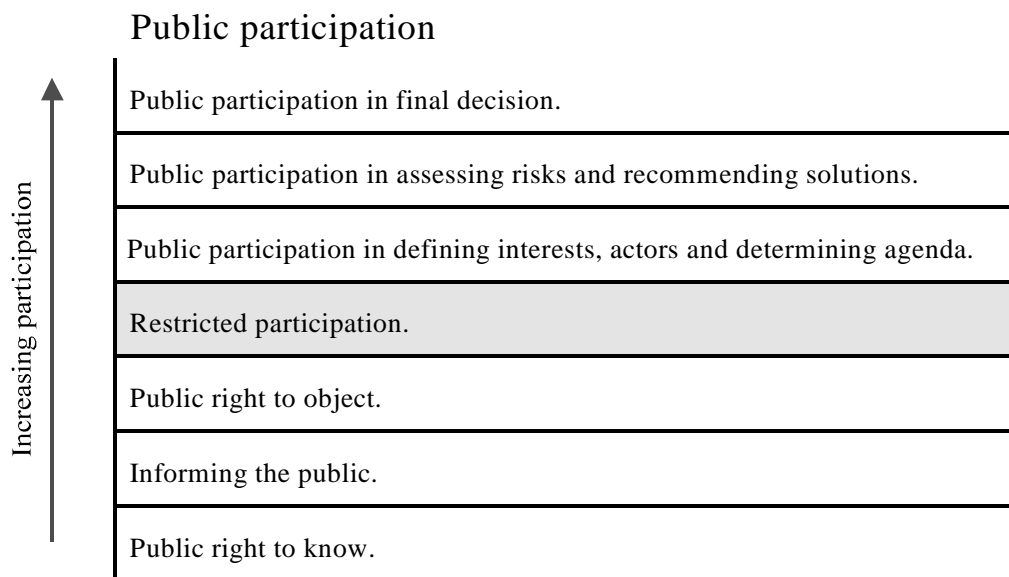 Public participation
Public participation in final decision.
Public participation in assessing risks and recommending solutions.
Public participation in defining interests, actors and determining agenda.
Restricted participation.
Public right to object.
Informing the public.
Public right to know.
Increasing participation